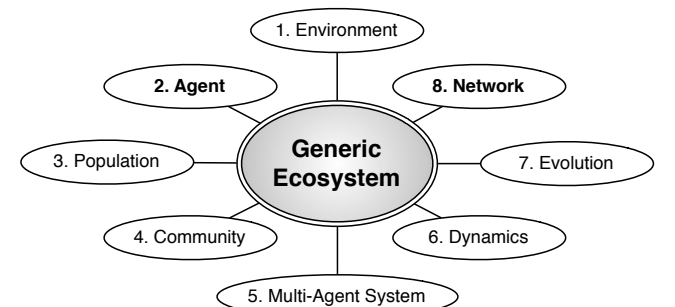 1. Environment
2. Agent
8. Network
Generic
Ecosystem
3. Population
7. Evolution
4. Community
6. Dynamics
5. Multi-Agent System